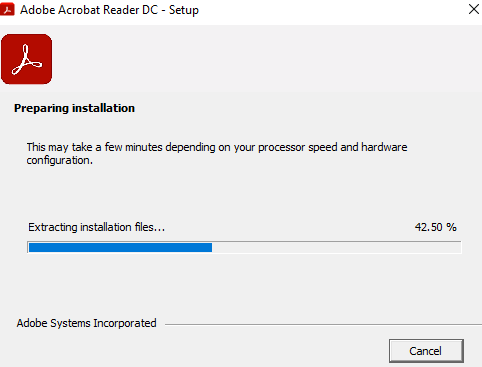 Adobe Acrobat Reader DC - Setup
Preparing installation
This may take a few minutes depending on your processor speed and hardware
configuration.
Extracting installation files... 42.50 %
Adobe Systems Incorporated
Cancel